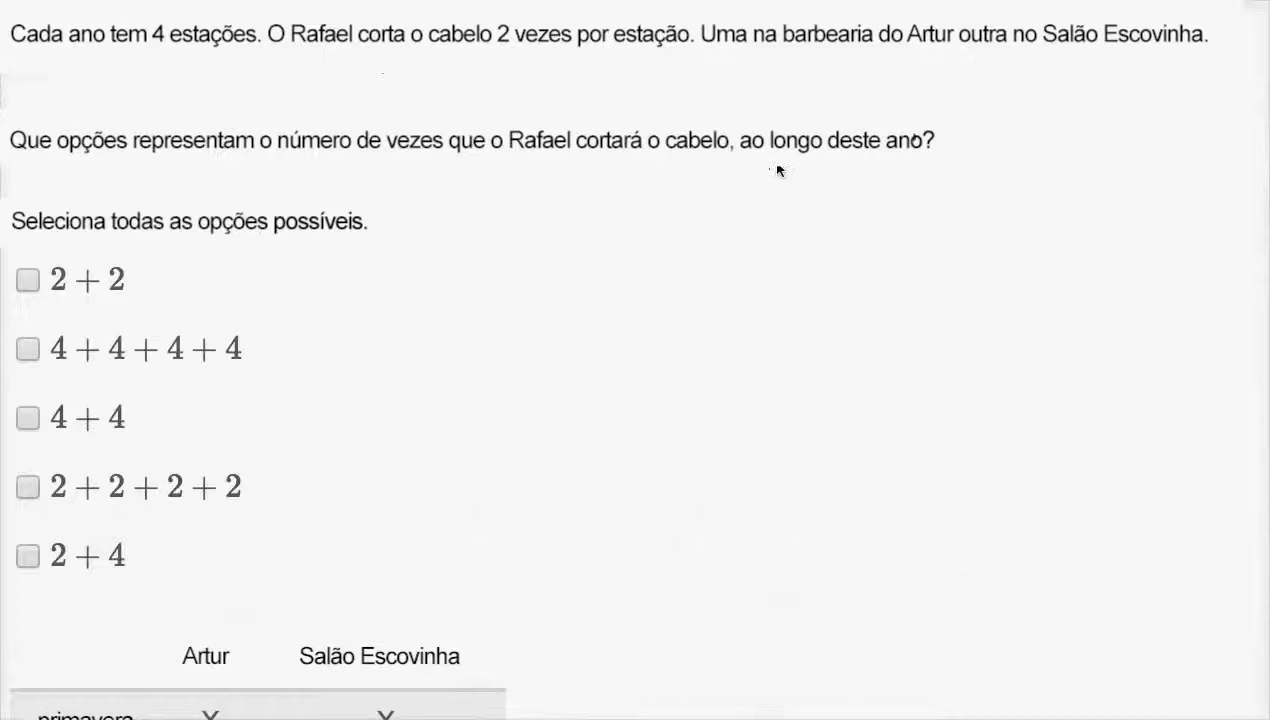 Cada ano tem 4 estações. O Rafael corta o cabelo 2 vezes por estação. Uma na barbearia do Artur outra no Salão Escovinha.
Que opções representam o número de vezes que o Rafael cortará o cabelo, ao longo deste ano?
Seleciona todas as opções possíveis.
2 + 2
4 + 4 + 4 + 4
4 + 4
2 + 2 + 2 + 2
2 + 4
Artur Salão Escovinha
primavera X X